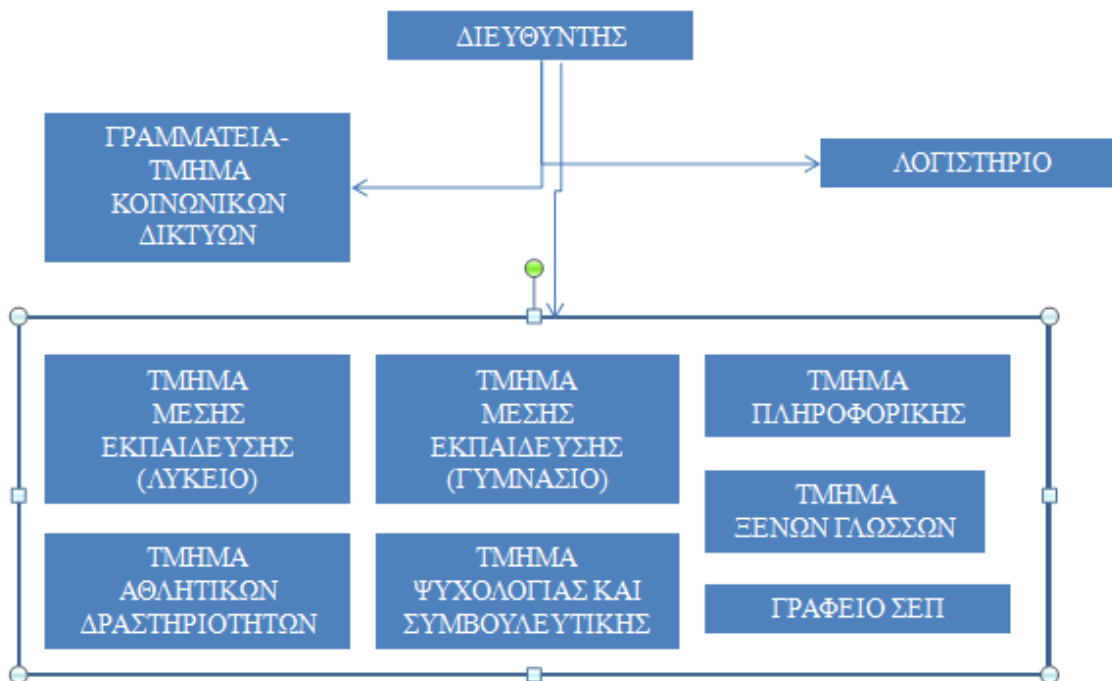 ΔΙΕΥΘΥΝΤΗΣ
ΓΡΑΜΜΑΤΕΙΑ-
ΤΜΗΜΑ
ΚΟΙΝΩΝΙΚΩΝ
ΔΙΚΤΥΩΝ
ΛΟΓΙΣΤΗΡΙΟ
ΤΜΗΜΑ
ΜΕΣΗΣ
ΕΚΠΑΙΔΕΥΣΗΣ
(ΛΥΚΕΙΟ)
ΤΜΗΜΑ
ΜΕΣΗΣ
ΕΚΠΑΙΔΕΥΣΗΣ
(ΓΥΜΝΑΣΙΟ)
ΤΜΗΜΑ
ΠΛΗΡΟΦΟΡΙΚΗΣ
ΤΜΗΜΑ
ΞΕΝΩΝ ΓΛΩΣΣΩΝ
ΤΜΗΜΑ
ΑΘΛΗΤΙΚΩΝ
ΔΡΑΣΤΗΡΙΟΤΗΤΩΝ
ΤΜΗΜΑ
ΨΥΧΟΛΟΓΙΑΣ ΚΑΙ
ΣΥΜΒΟΥΛΕΥΤΙΚΗΣ
ΓΡΑΦΕΙΟ ΣΕΠ